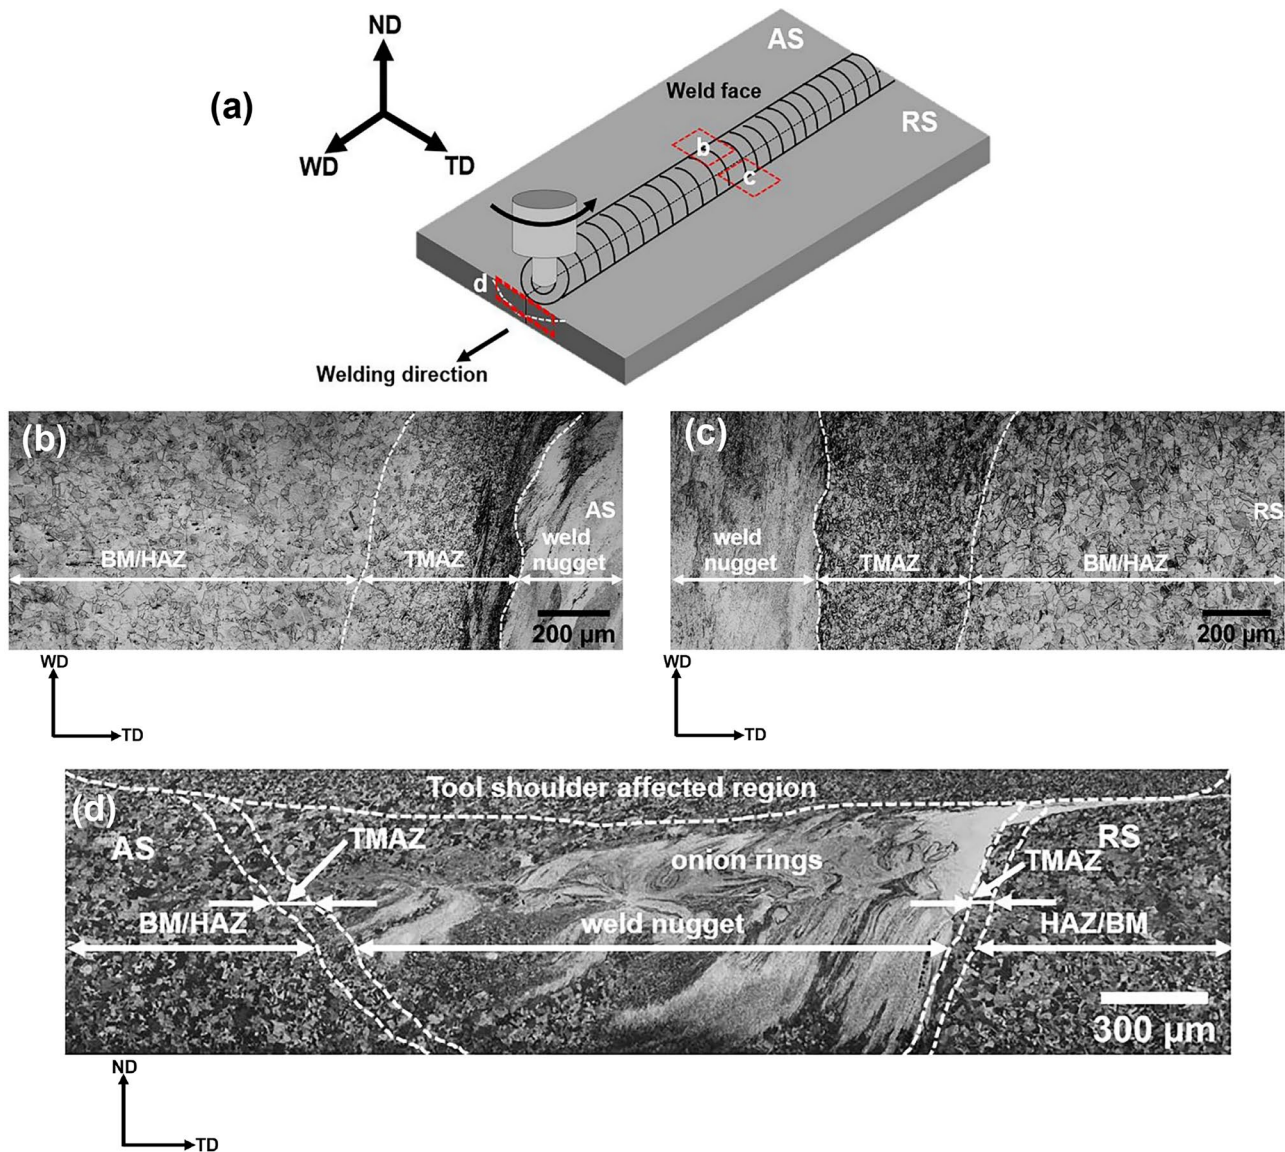 ND
(a)
WD
TD
AS
Weld face
RS
b
c
d
Welding direction
(b)
AS
BM/HAZ
TMAZ
weld
nugget
200 µm
WD
TD
(c)
RS
weld
nugget
TMAZ
BM/HAZ
200 µm
WD
TD
(d)
Tool shoulder affected region
AS
TMAZ
onion rings
RS
TMAZ
BM/HAZ
weld nugget
HAZ/BM
300 µm
ND
TD